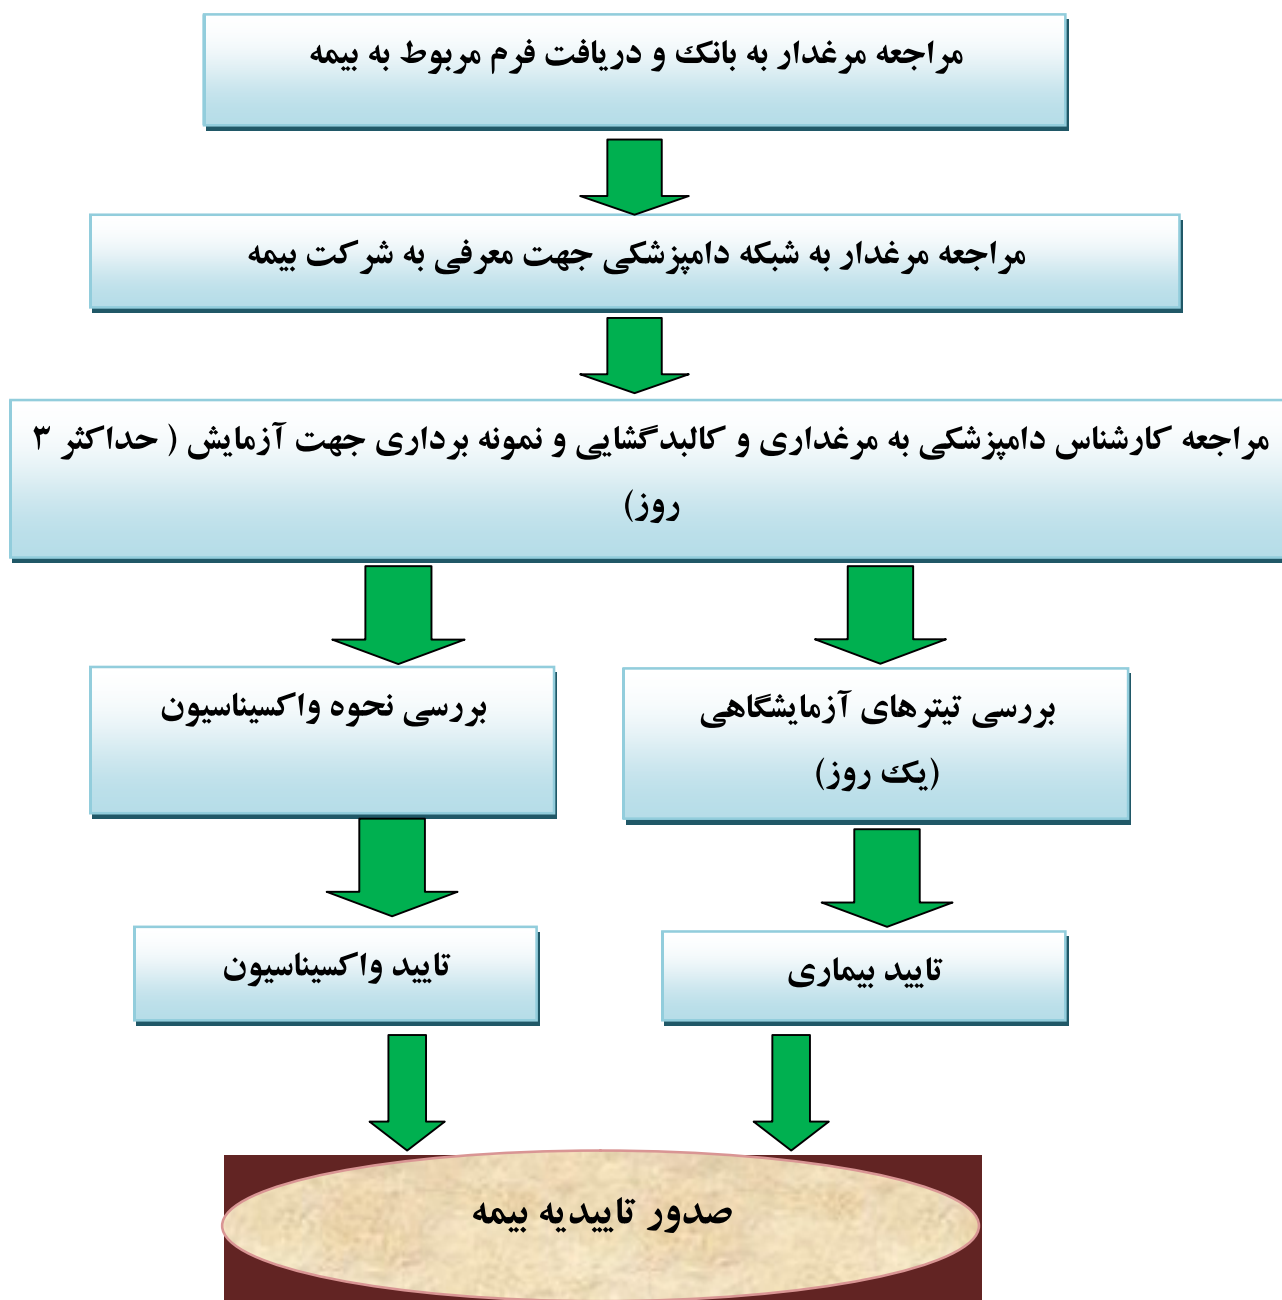 مراجعه مرغدار به بانک و دریافت فرم مربوط به بیمه
مراجعه مرغدار به شبکه دامپزشکی جهت معرفی به شرکت بیمه
مراجعه کارشناس دامپزشکی به مرغداری و کالبدگشایی و نمونه برداری جهت آزمایش ( حداکثر ۳
روز)
بررسی تیترهای آزمایشگاهی
(یک روز)
بررسی نحوه واکسیناسیون
تایید بیماری
تایید واکسیناسیون
صدور تاییدیه بیمه